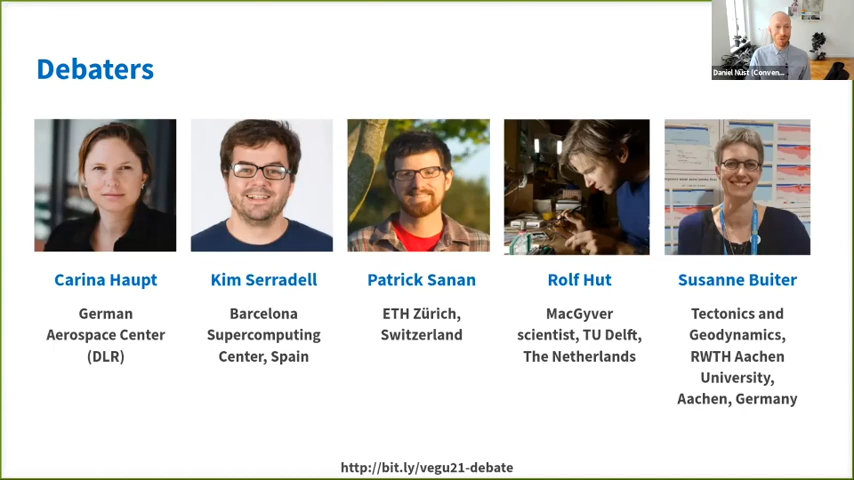 Daniel Nüst (Conven...
Debaters
Carina Haupt
German
Aerospace Center
(DLR)
Kim Serradell
Barcelona
Supercomputing
Center, Spain
Patrick Sanan
ETH Zürich,
Switzerland
Rolf Hut
MacGyver
scientist, TU Delft,
The Netherlands
Susanne Buiter
Tectonics and
Geodynamics,
RWTH Aachen
University,
Aachen, Germany
http://bit.ly/vegu21-debate